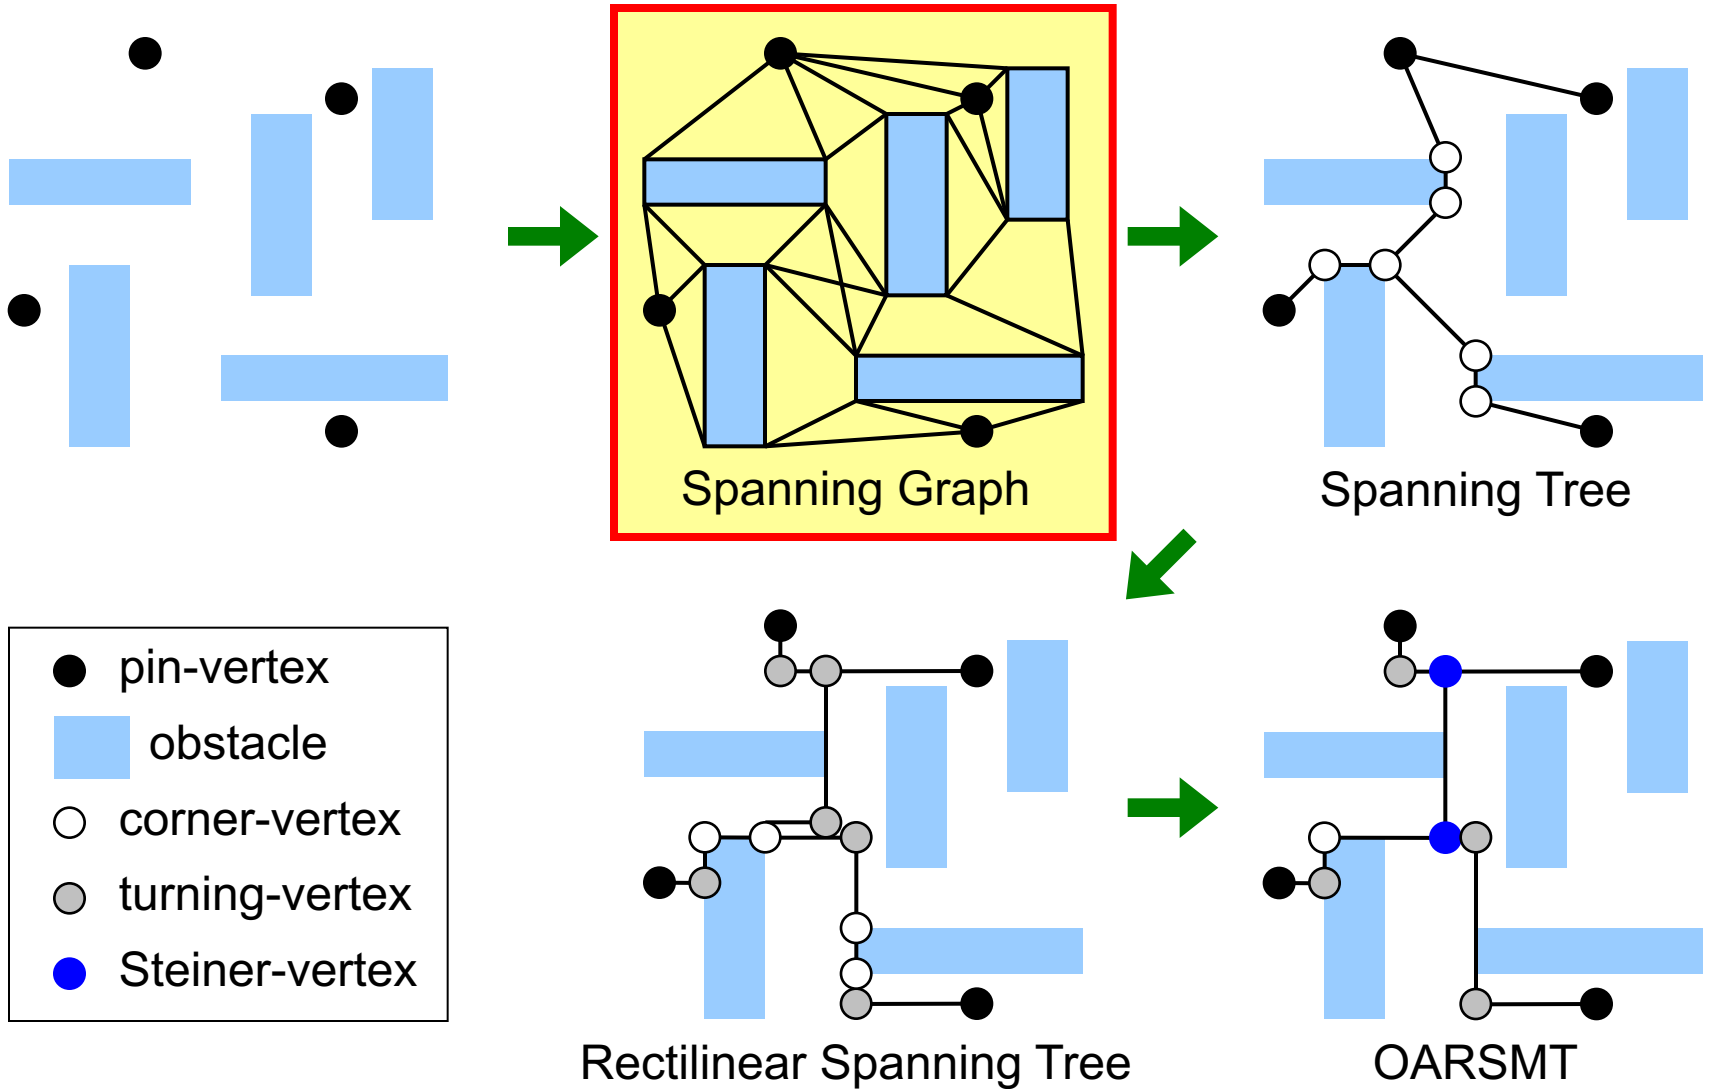 Spanning Graph
Spanning Tree
pin-vertex
obstacle
corner-vertex
turning-vertex
Steiner-vertex
Rectilinear Spanning Tree
OARSMT